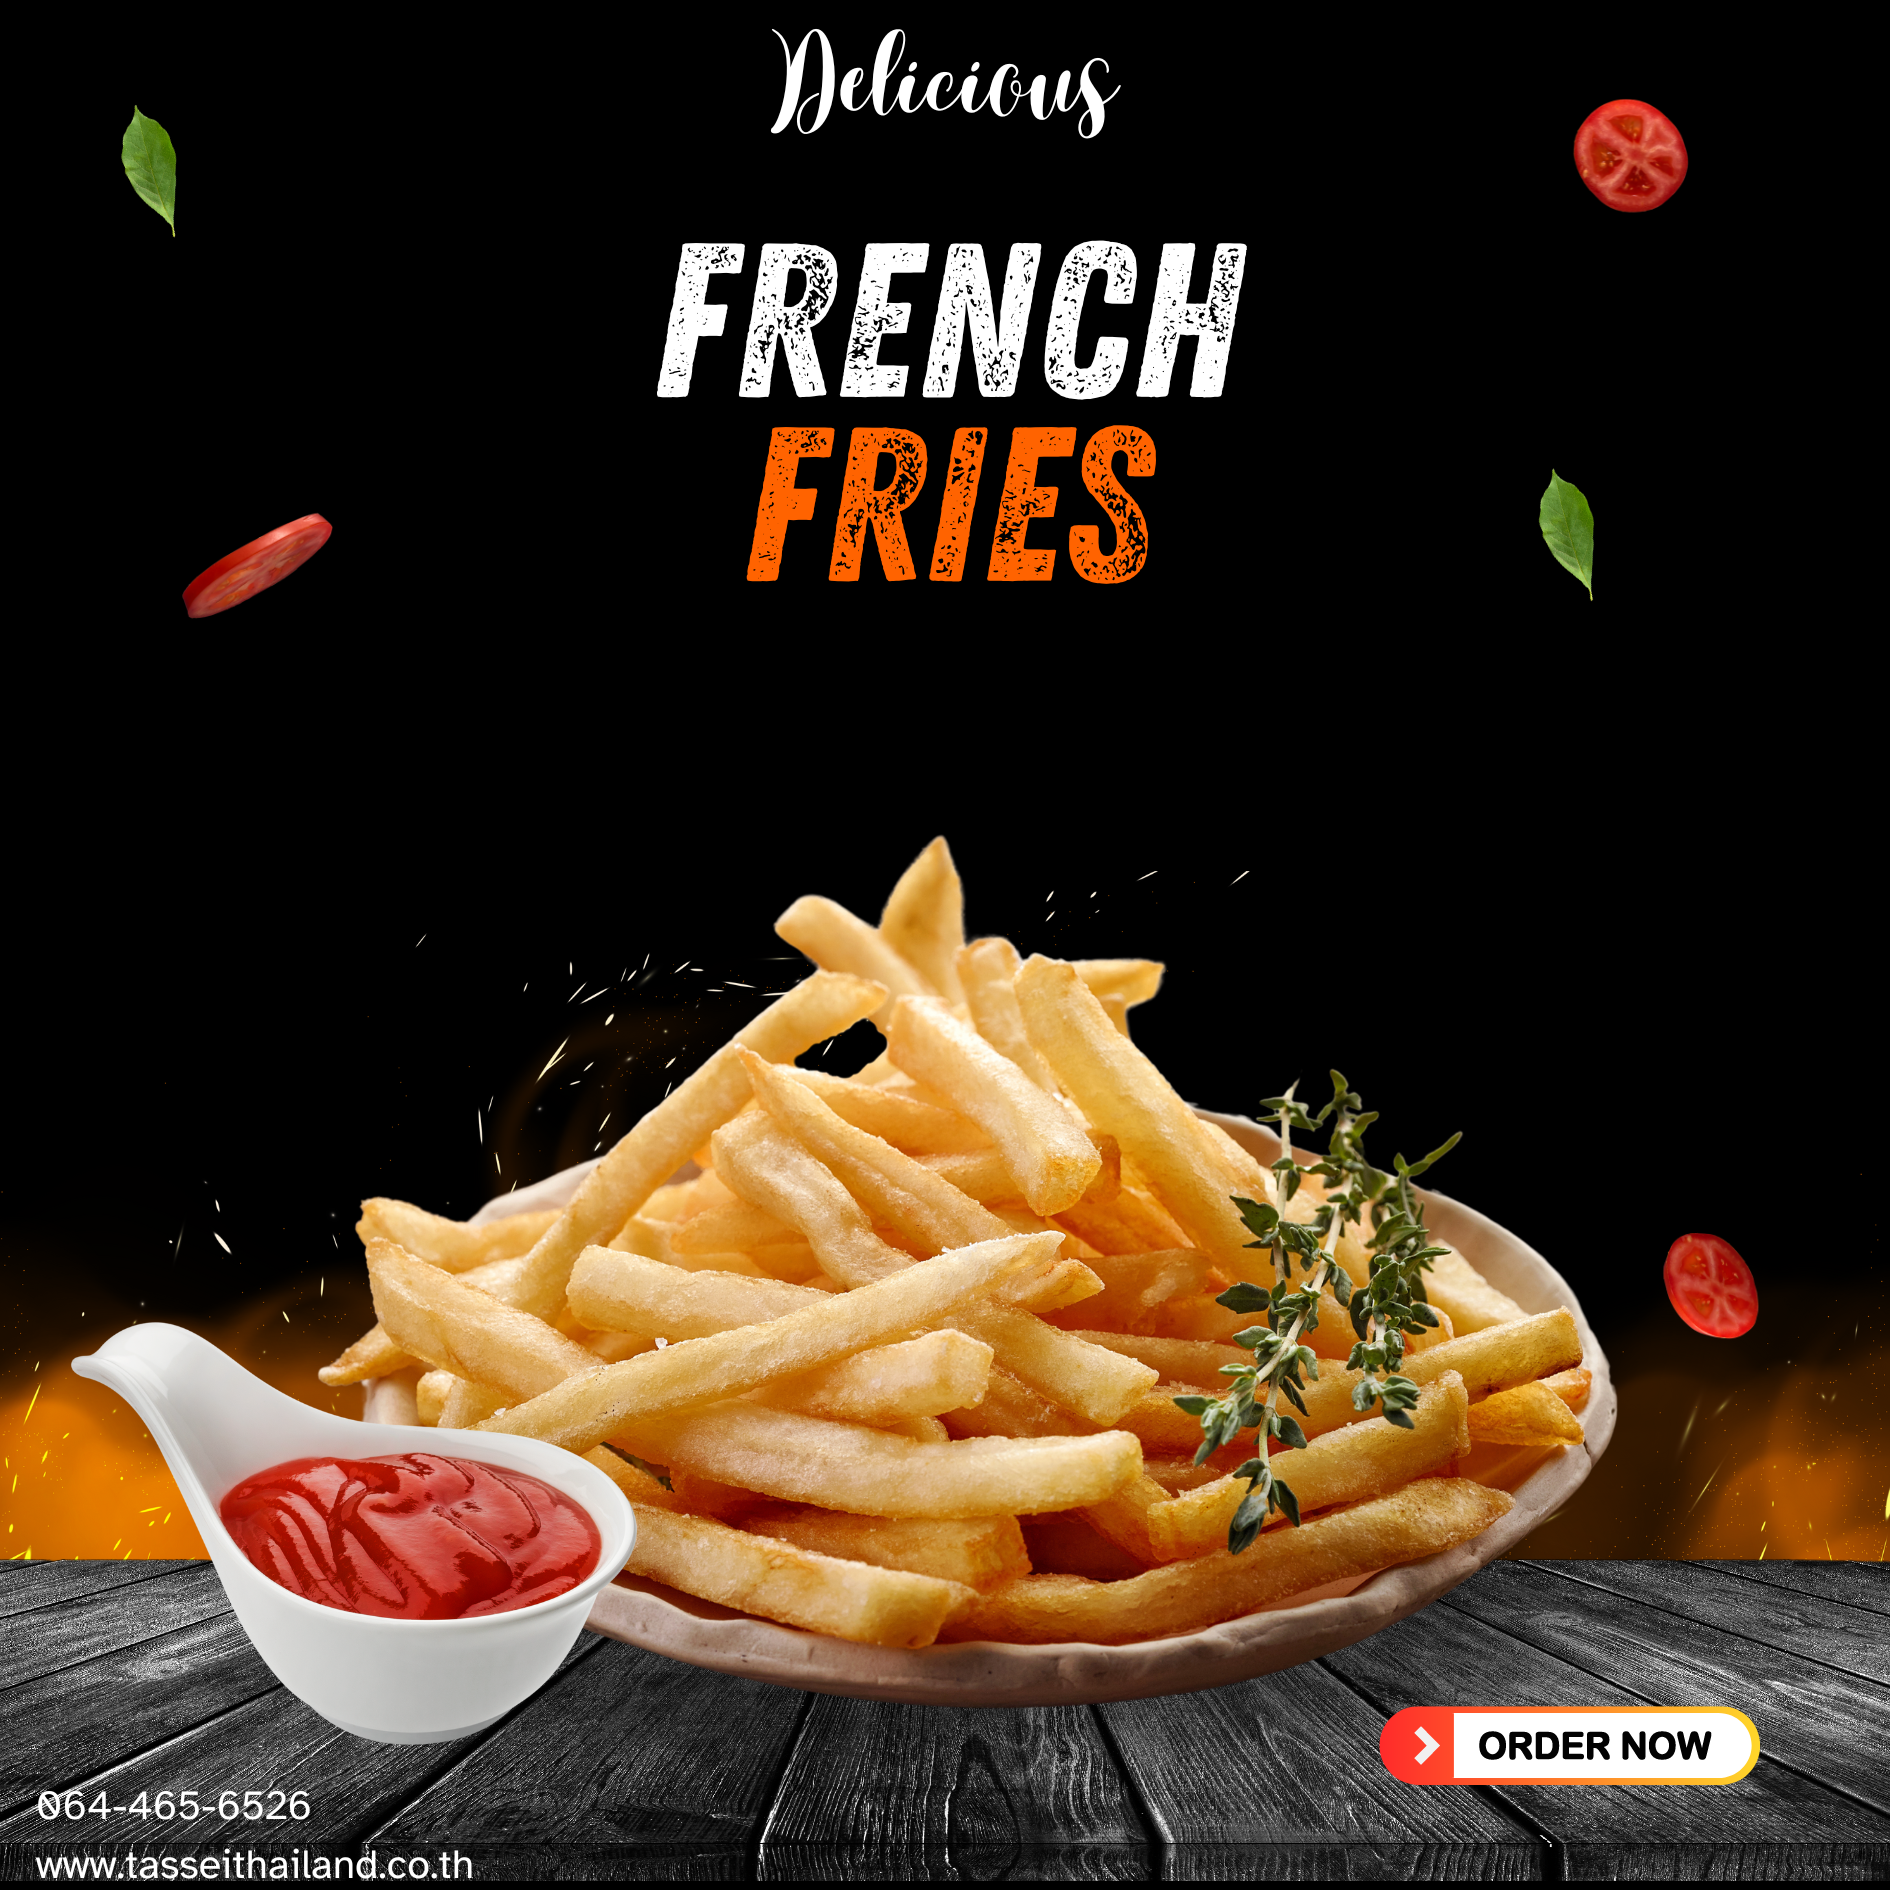 Delicious
FRENCH
FRIES
ORDER NOW
064-465-6526
www.tasseithailand.co.th